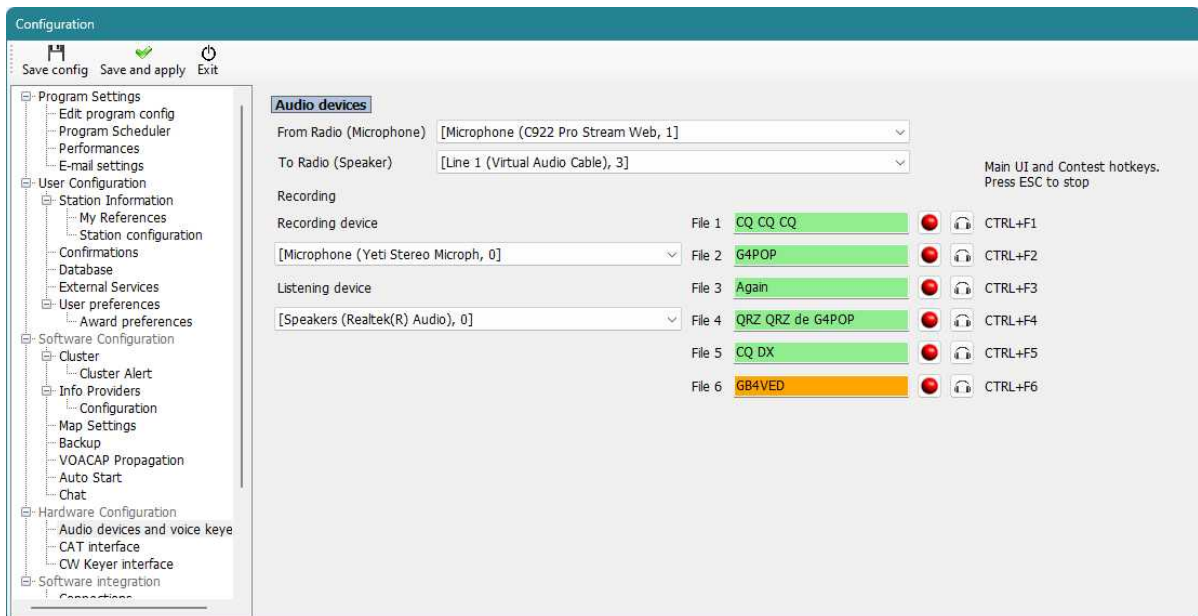 Configuration
Save config Save and apply Exit
Program Settings
Edit program config
Program Scheduler
Performances
E-mail settings
User Configuration
Station Information
My References
Station configuration
Confirmations
Database
External Services
User preferences
Award preferences
Software Configuration
Cluster
Cluster Alert
Info Providers
Configuration
Map Settings
Backup
VOACAP Propagation
Auto Start
Chat
Hardware Configuration
Audio devices and voice keye
CAT interface
CW Keyer interface
Software integration
Connections
Audio devices
From Radio (Microphone) [Microphone (C922 Pro Stream Web, 1]
To Radio (Speaker) [Line 1 (Virtual Audio Cable), 3]
Recording
Recording device
[Microphone (Yeti Stereo Microph, 0]
Listening device
[Speakers (Realtek(R) Audio), 0]
Main UI and Contest hotkeys.
Press ESC to stop
File 1 CQ CQ CQ CTRL+F1
File 2 G4POP CTRL+F2
File 3 Again CTRL+F3
File 4 QRZ QRZ de G4POP CTRL+F4
File 5 CQ DX CTRL+F5
File 6 GB4VED CTRL+F6